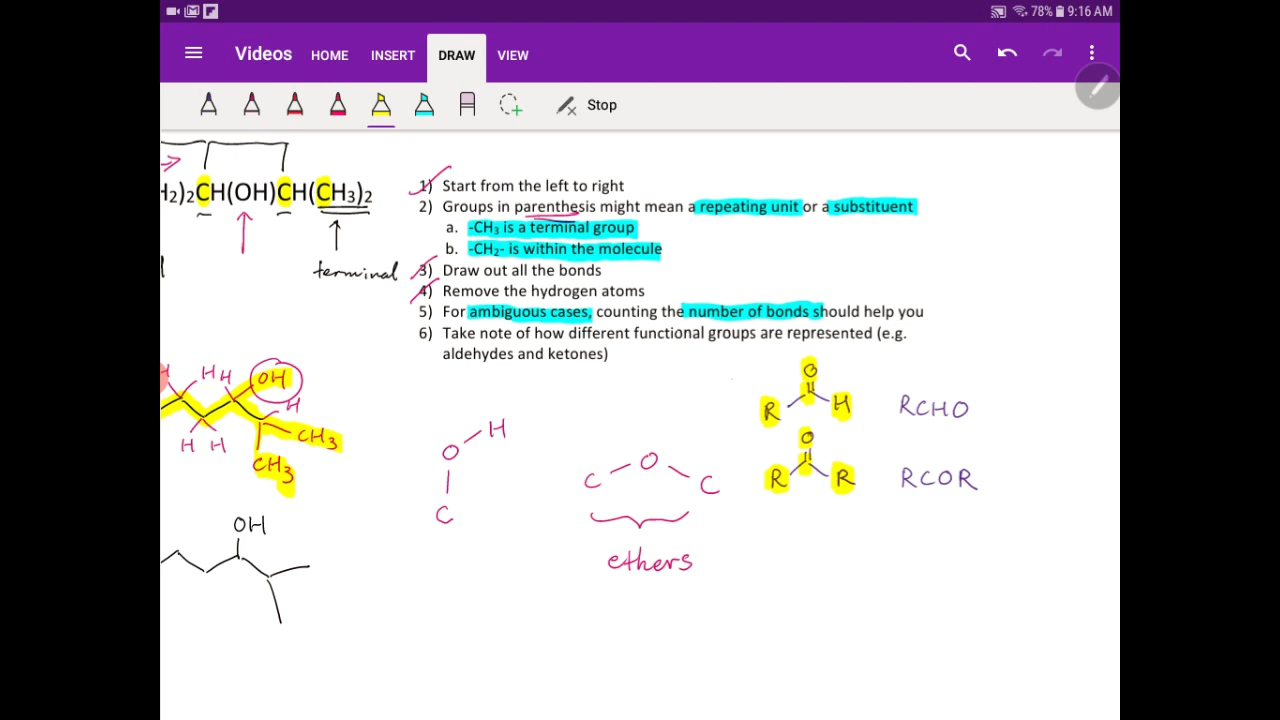 78% 9:16 AM
Videos HOME INSERT DRAW VIEW
Stop
H₂)₂CH(OH)CH(CH₃)₂
terminal
1) Start from the left to right
2) Groups in parenthesis might mean a repeating unit or a substituent
a. -CH₃ is a terminal group
b. -CH₂- is within the molecule
3) Draw out all the bonds
4) Remove the hydrogen atoms
5) For ambiguous cases, counting the number of bonds should help you
6) Take note of how different functional groups are represented (e.g.
aldehydes and ketones)
H H H OH
H
H H CH₃
CH₃
OH
O H
C
C O C
ethers
O
R H RCHO
O
R R RCOR